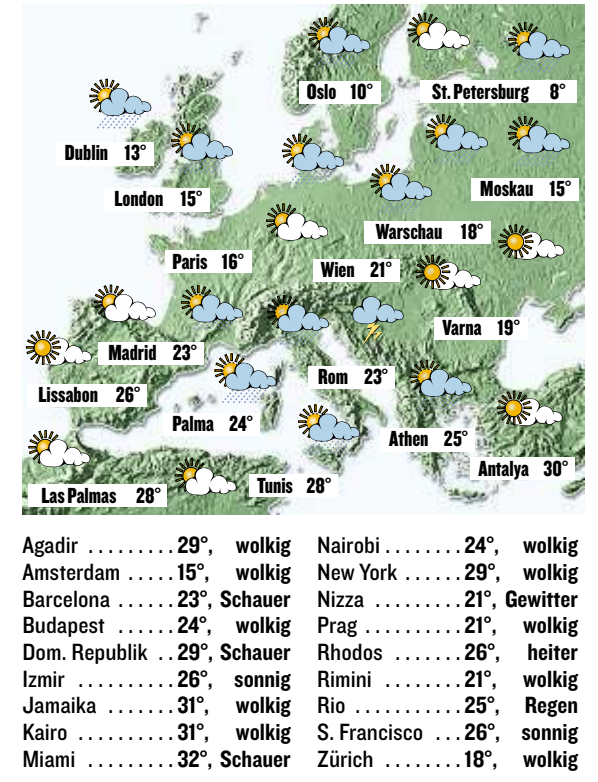 Oslo 10°
St. Petersburg 8°
Dublin 13°
London 15°
Moskau 15°
Warschau 18°
Paris 16°
Wien 21°
Varna 19°
Madrid 23°
Rom 23°
Lissabon 26°
Palma 24°
Athen 25°
Antalya 30°
Las Palmas 28°
Tunis 28°
Agadir ......... 29°, wolkig
Amsterdam ..... 15°, wolkig
Barcelona ...... 23°, Schauer
Budapest ...... 24°, wolkig
Dom. Republik .. 29°, Schauer
Izmir .......... 26°, sonnig
Jamaika ....... 31°, wolkig
Kairo .......... 31°, wolkig
Miami ......... 32°, Schauer
Nairobi ........ 24°, wolkig
New York ...... 29°, wolkig
Nizza ......... 21°, Gewitter
Prag .......... 21°, wolkig
Rhodos ....... 26°, heiter
Rimini ........ 21°, wolkig
Rio ............ 25°, Regen
S. Francisco ... 26°, sonnig
Zürich ......... 18°, wolkig